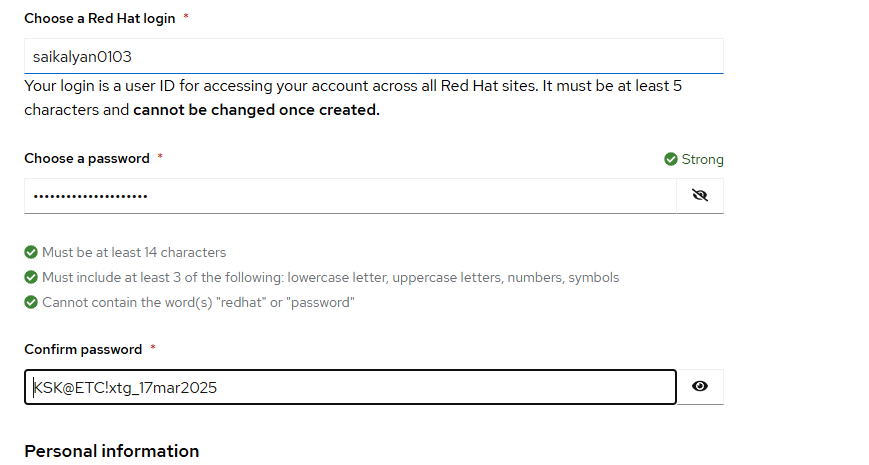 Choose a Red Hat login *
saikalyan0103
Your login is a user ID for accessing your account across all Red Hat sites. It must be at least 5
characters and cannot be changed once created.
Choose a password *
Strong
•••••••••••••••••••••
Must be at least 14 characters
Must include at least 3 of the following: lowercase letter, uppercase letters, numbers, symbols
Cannot contain the word(s) "redhat" or "password"
Confirm password *
KSK@ETC!xtg_17mar2025
Personal information